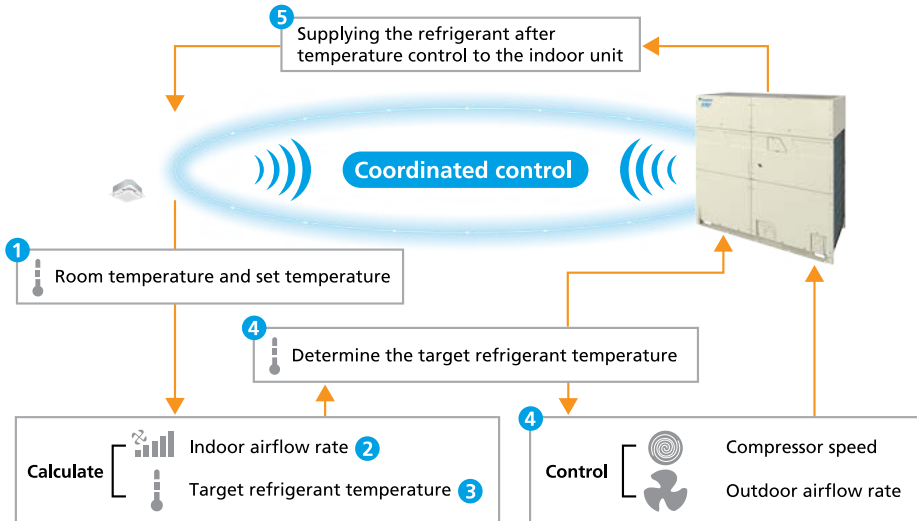 5
Supplying the refrigerant after
temperature control to the indoor unit
Coordinated control
1
Room temperature and set temperature
4
Determine the target refrigerant temperature
Calculate
Indoor airflow rate 2
Target refrigerant temperature 3
4
Control
Compressor speed
Outdoor airflow rate